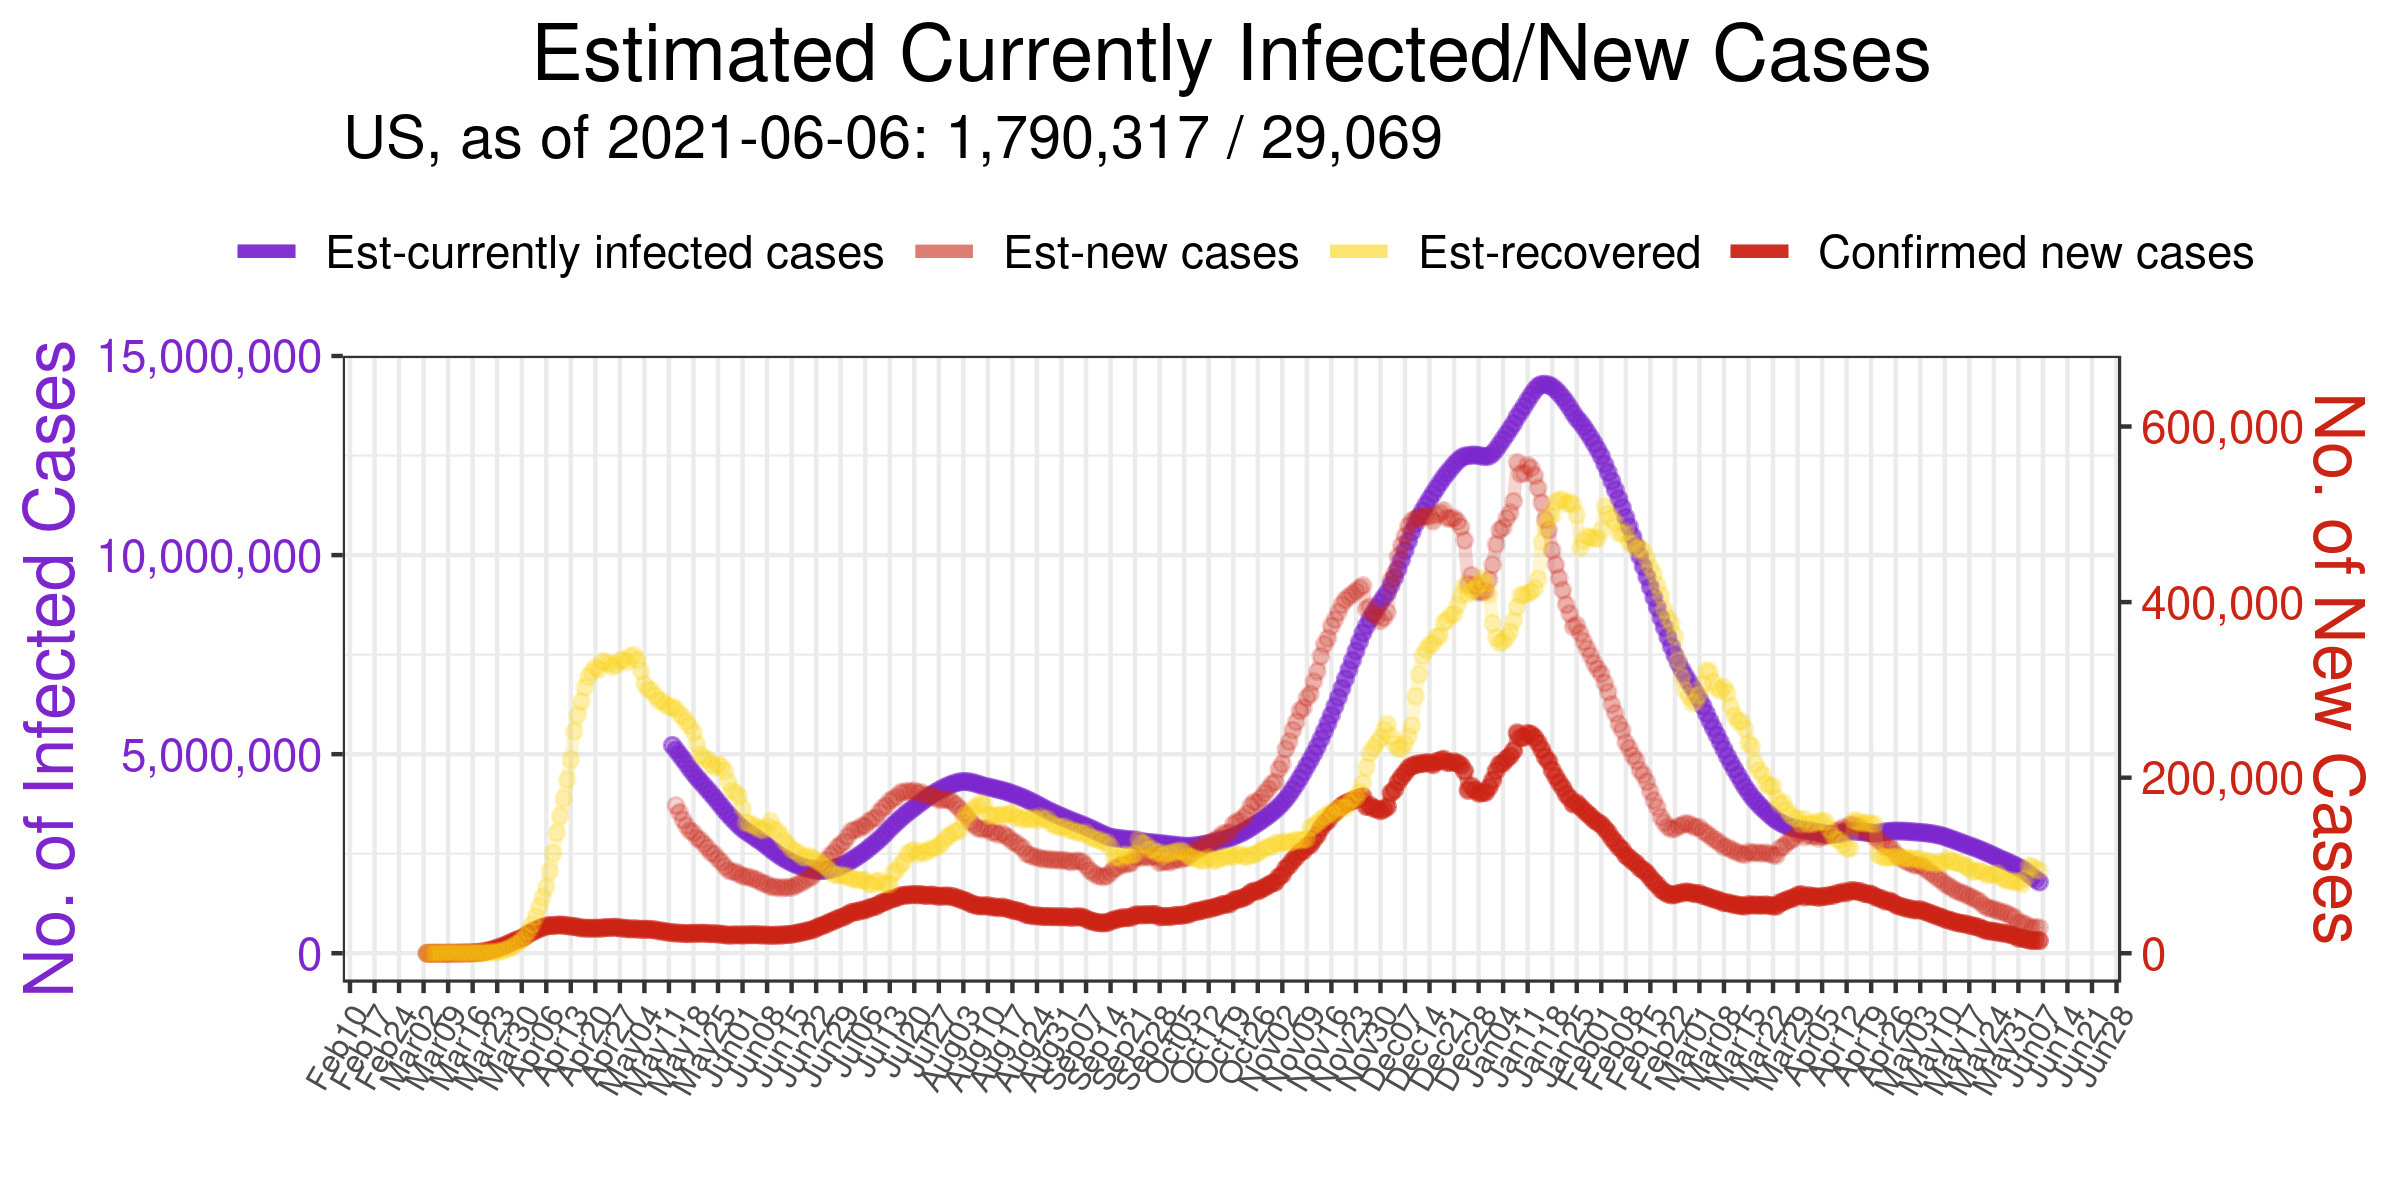 Estimated Currently Infected/New Cases
US, as of 2021-06-06: 1,790,317 / 29,069
Est-currently infected cases Est-new cases Est-recovered Confirmed new cases
No. of Infected Cases
15,000,000
10,000,000
5,000,000
0
600,000
400,000
200,000
0
No. of New Cases
Feb10
Feb17
Feb24
Mar02
Mar09
Mar16
Mar23
Mar30
Apr06
Apr13
Apr20
Apr27
May04
May11
May18
May25
Jun01
Jun08
Jun15
Jun22
Jun29
Jul06
Jul13
Jul20
Jul27
Aug03
Aug10
Aug17
Aug24
Aug31
Sep07
Sep14
Sep21
Sep28
Oct05
Oct12
Oct19
Oct26
Nov02
Nov09
Nov16
Nov23
Nov30
Dec07
Dec14
Dec21
Dec28
Jan04
Jan11
Jan18
Jan25
Feb01
Feb08
Feb15
Feb22
Mar01
Mar08
Mar15
Mar22
Mar29
Apr05
Apr12
Apr19
Apr26
May03
May10
May17
May24
May31
Jun07
Jun14
Jun21
Jun28